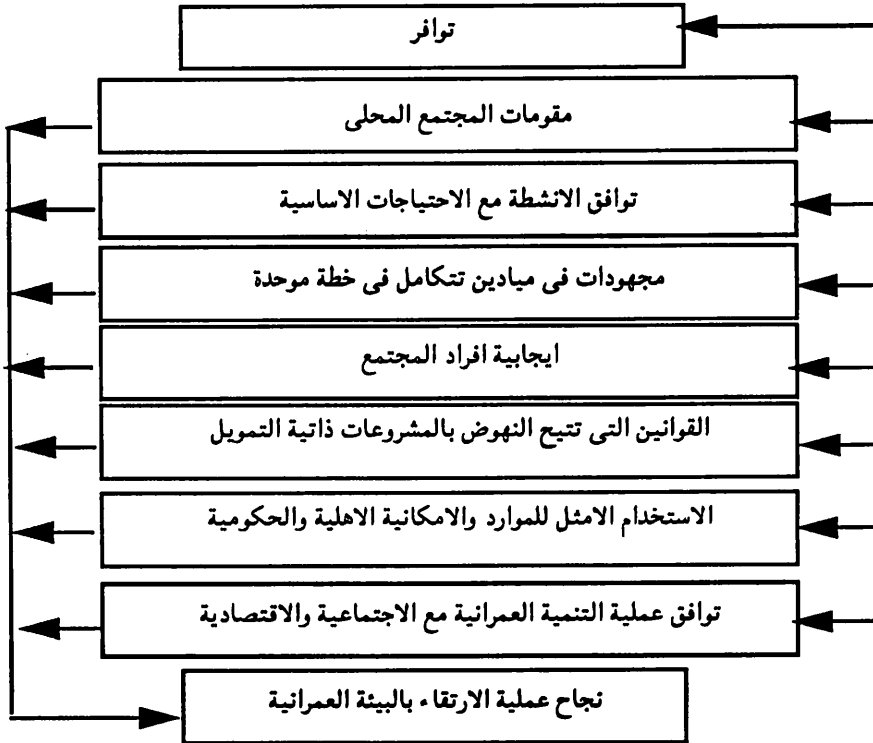 توافر
مقومات المجتمع المحلى
توافق الانشطة مع الاحتياجات الاساسية
مجهودات فى ميادين تتكامل فى خطة موحدة
ايجابية افراد المجتمع
القوانين التى تتيح النهوض بالمشروعات ذاتية التمويل
الاستخدام الامثل للموارد والامكانية الاهلية والحكومية
توافق عملية التنمية العمرانية مع الاجتماعية والاقتصادية
نجاح عملية الارتقاء بالبيئة العمرانية